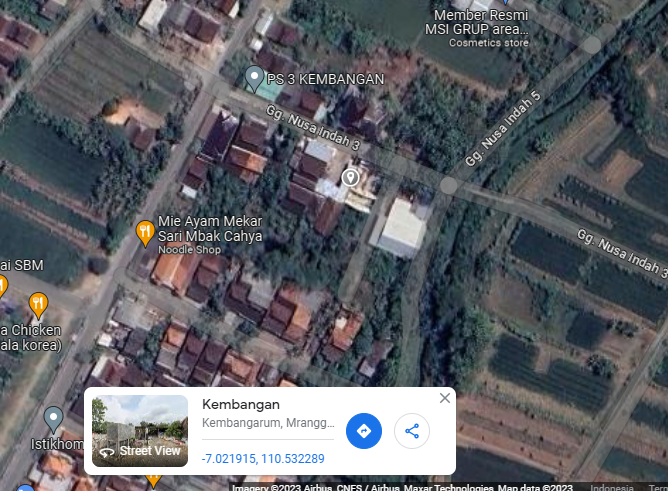 Member Resmi
MSI GRUP area...
Cosmetics store
PS 3 KEMBANGAN
Gg. Nusa Indah 3
Gg. Nusa Indah 5
Mie Ayam Mekar
Sari Mbak Cahya
Noodle Shop
Gg. Nusa Indah 3
ai SBM
a Chicken
ala korea)
Istikhom
Kembangan
Kembangarum, Mrangg...
Street View
-7.021915, 110.532289
Imagery ©2023 Airbus, CNES / Airbus, Maxar Technologies, Map data ©2023
Indonesia
Ter